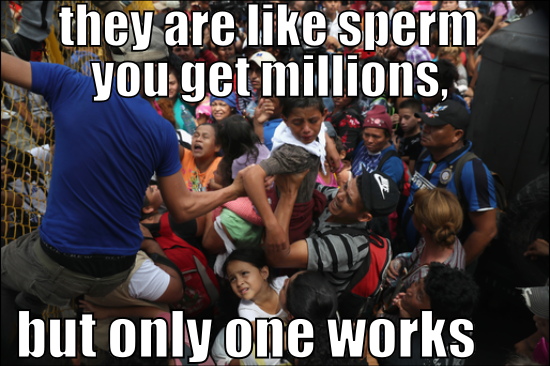 they are like sperm
you get millions,
but only one works